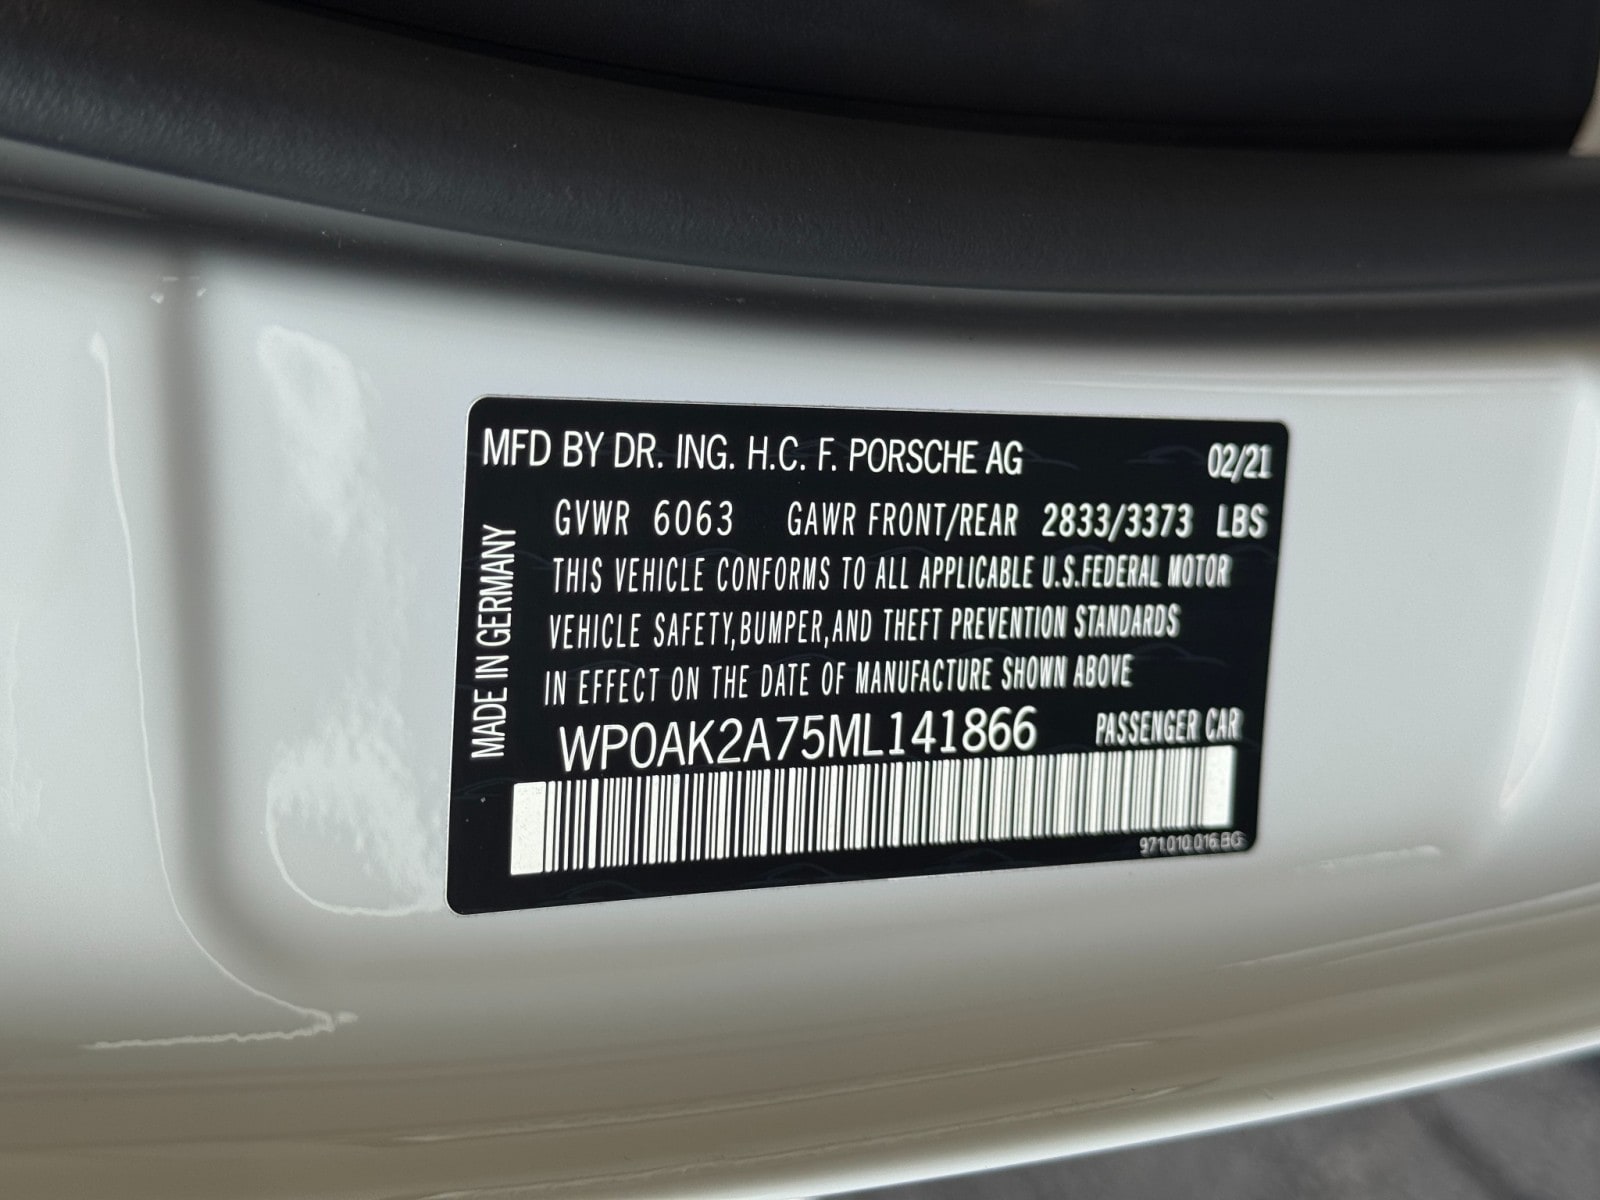 MFD BY DR. ING. H.C. F. PORSCHE AG 02/21
GVWR 6063 GAWR FRONT/REAR 2833/3373 LBS
THIS VEHICLE CONFORMS TO ALL APPLICABLE U.S.FEDERAL MOTOR
VEHICLE SAFETY,BUMPER,AND THEFT PREVENTION STANDARDS
IN EFFECT ON THE DATE OF MANUFACTURE SHOWN ABOVE
WP0AK2A75ML141866 PASSENGER CAR
971.010.016.BG
MADE IN GERMANY